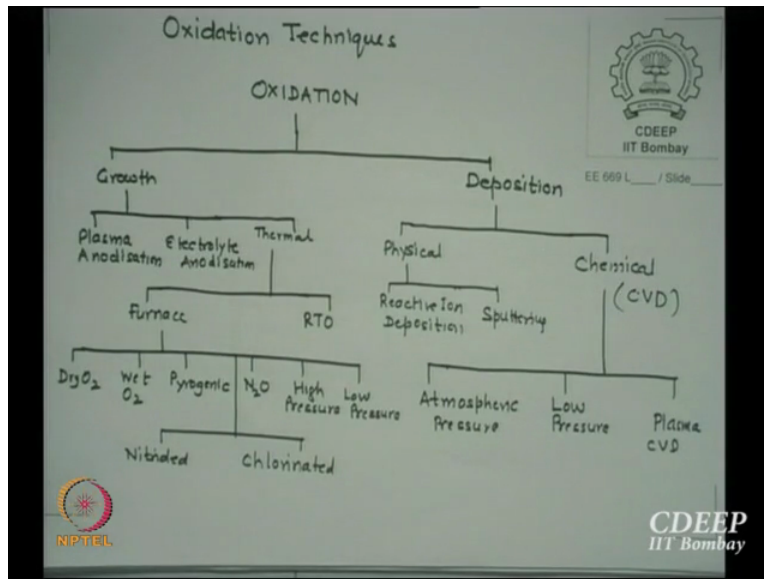 Oxidation Techniques
OXIDATION
CDEEP
IIT Bombay
EE 669 L____ / Slide____
Growth
Deposition
Plasma
Anodisation
Electrolyte
Anodisation
Thermal
Physical
Chemical
(CVD)
Furnace
RTO
Reactive Ion
Deposition
Sputtering
Dry O2
Wet
O2
Pyrogenic
N2O
High
Pressure
Low
Pressure
Atmospheric
Pressure
Low
Pressure
Plasma
CVD
Nitrided
Chlorinated
NPTEL
CDEEP
IIT Bombay